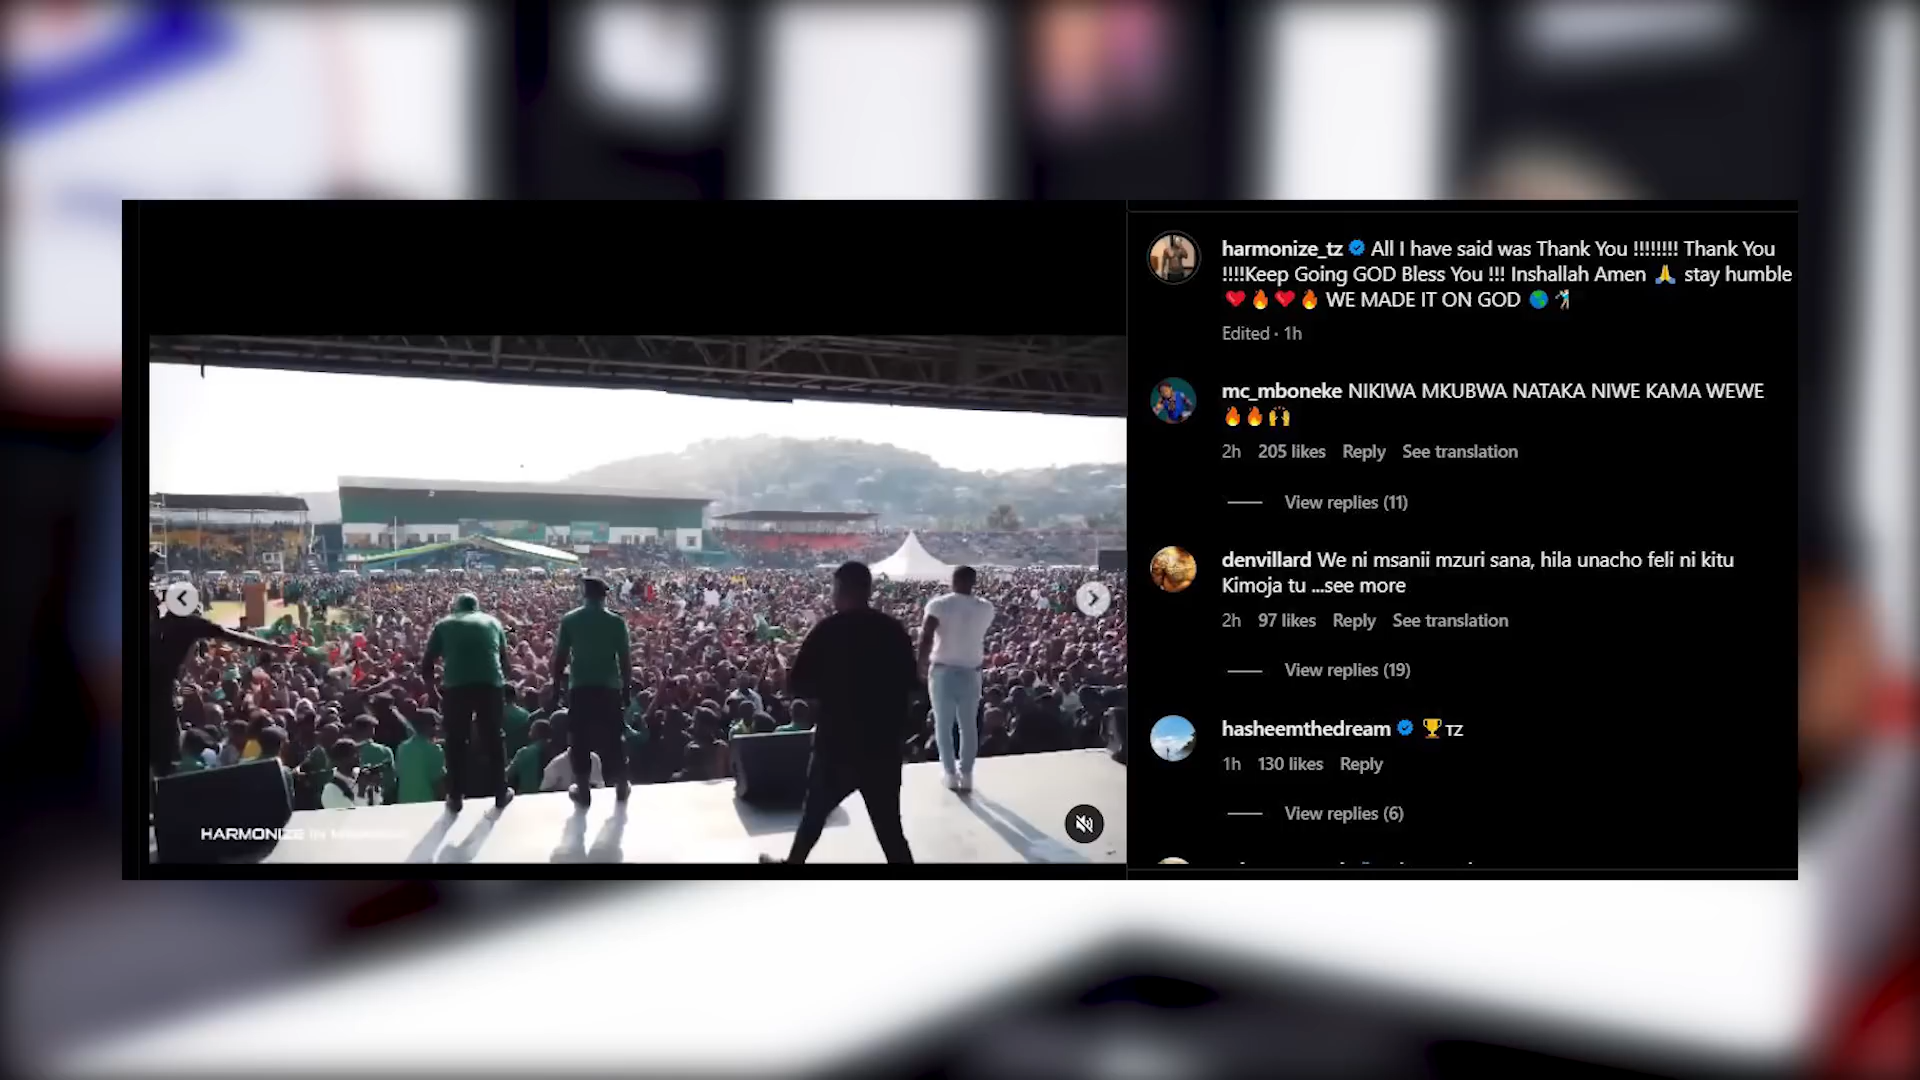 harmonize_tz All I have said was Thank You !!!!!!!! Thank You
!!!!Keep Going GOD Bless You !!! Inshallah Amen 🙏 stay humble
❤️🔥❤️🔥 WE MADE IT ON GOD 🌍🏌️
Edited · 1h
mc_mboneke NIKIWA MKUBWA NATAKA NIWE KAMA WEWE
🔥🔥🙌
2h 205 likes Reply See translation
View replies (11)
denvillard We ni msanii mzuri sana, hila unacho feli ni kitu
Kimoja tu ...see more
2h 97 likes Reply See translation
View replies (19)
hasheemthedream 🏆TZ
1h 130 likes Reply
View replies (6)
HARMONIZE